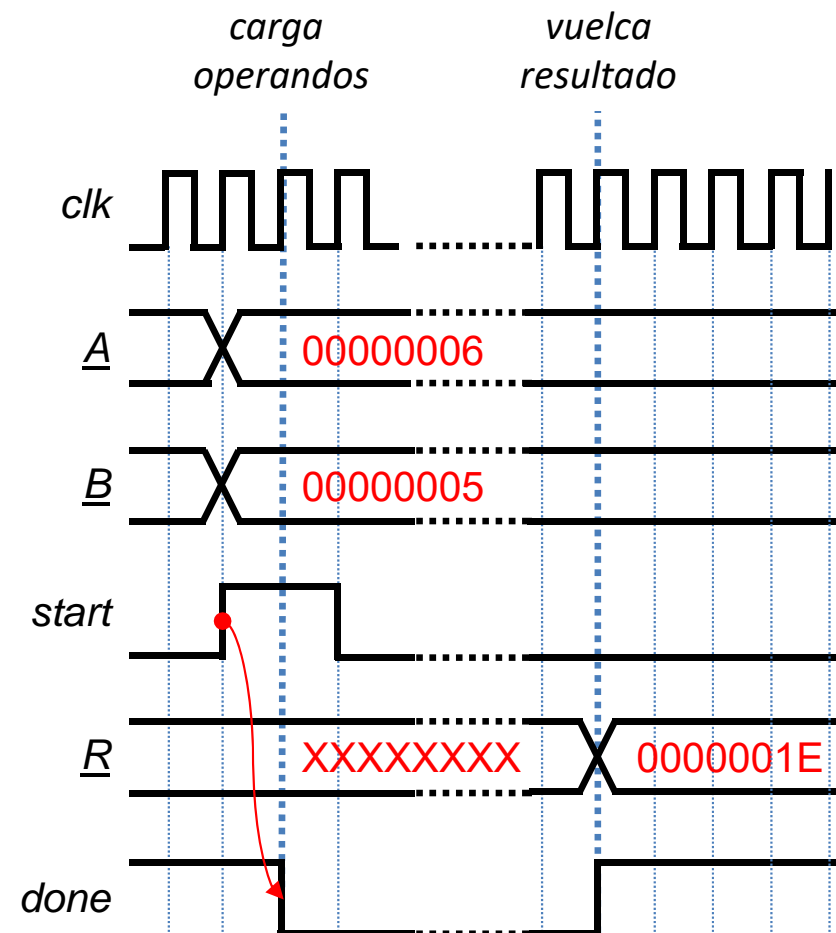 carga
operandos
vuelca
resultado
clk
A
00000006
B
00000005
start
R
XXXXXXXX
0000001E
done